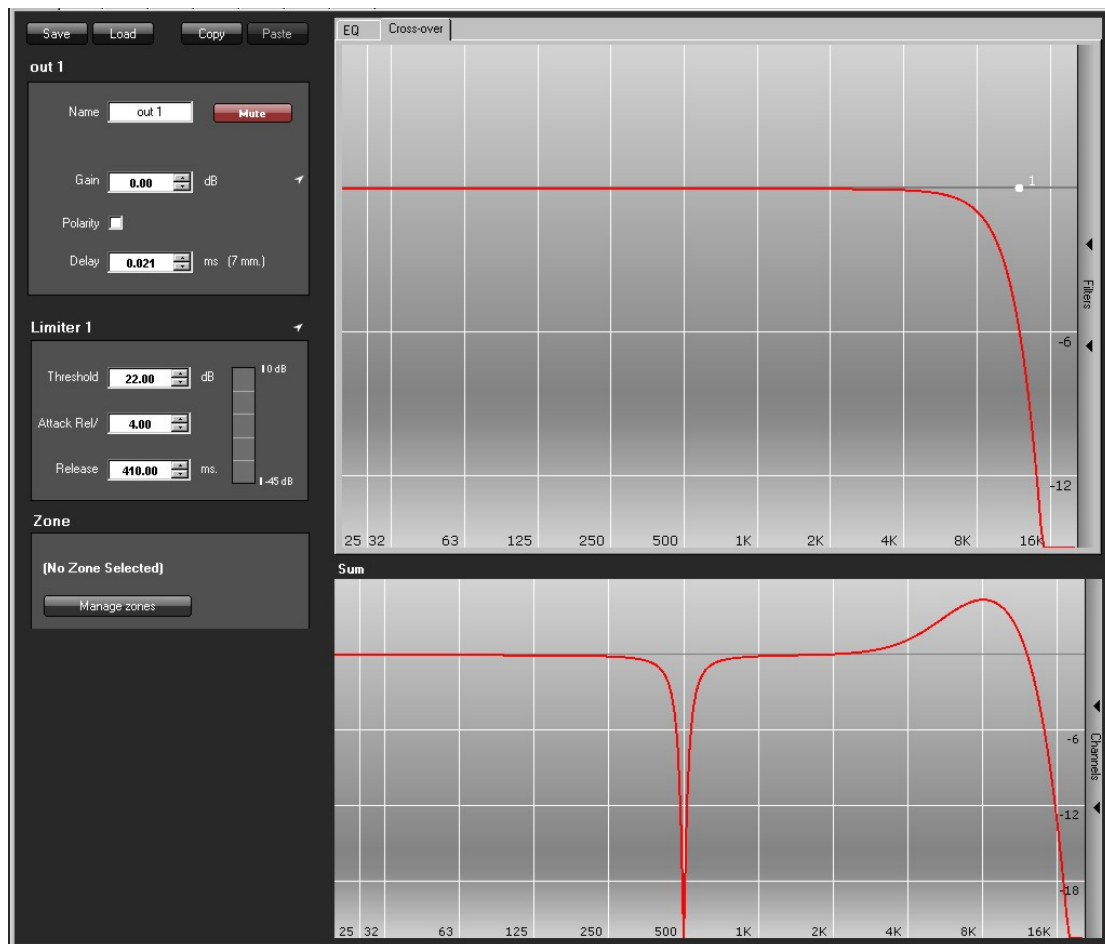 Save Load Copy Paste
EQ Cross-over
out 1
Name out 1 Mute
Gain 0.00 dB
Polarity
Delay 0.021 ms (7 mm.)
1
Filters
-6
-12
25 32 63 125 250 500 1K 2K 4K 8K 16K
Limiter 1
Threshold 22.00 dB
0 dB
Attack Rel/ 4.00
Release 410.00 ms.
-45 dB
Zone
(No Zone Selected)
Manage zones
Sum
-6
-12
-18
Channels
25 32 63 125 250 500 1K 2K 4K 8K 16K